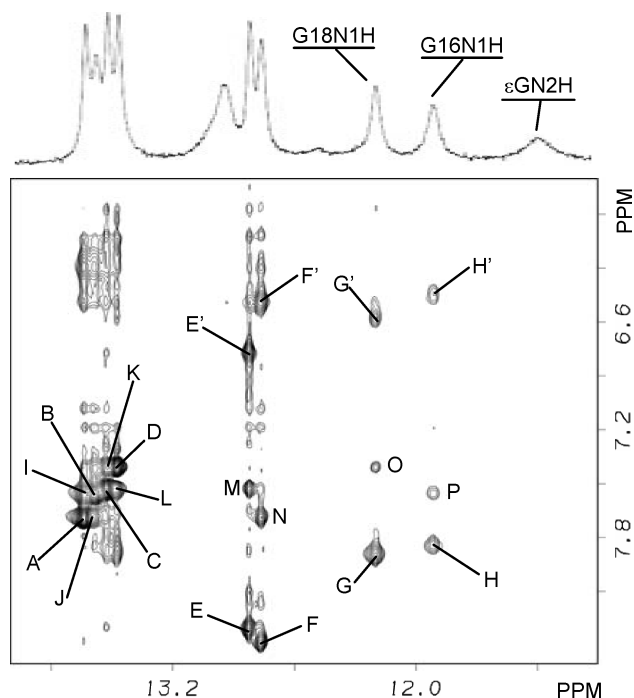 G18N1H
G16N1H
εGN2H
PPM
F'
G'
H'
6.6
E'
K
B
D
7.2
I
M
O
L
P
N
7.8
A
J
C
E
F
G
H
13.2
12.0
PPM